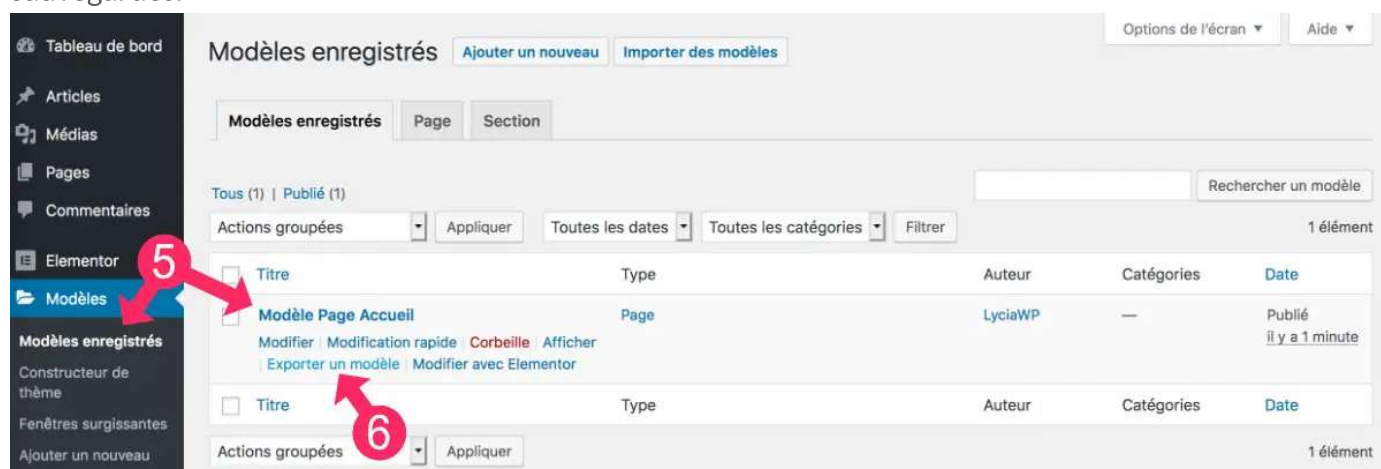 Tableau de bord
Articles
Médias
Pages
Commentaires
Elementor
Modèles
Modèles enregistrés
Constructeur de
thème
Fenêtres surgissantes
Ajouter un nouveau
Options de l'écran ▼ Aide ▼
Modèles enregistrés Ajouter un nouveau Importer des modèles
Modèles enregistrés Page Section
Tous (1) | Publié (1)
Rechercher un modèle
Actions groupées Appliquer Toutes les dates Toutes les catégories Filtrer 1 élément
Titre Type Auteur Catégories Date
Modèle Page Accueil Page LyciaWP — Publié
il y a 1 minute
Modifier | Modification rapide | Corbeille | Afficher
| Exporter un modèle | Modifier avec Elementor
Titre Type Auteur Catégories Date
Actions groupées Appliquer 1 élément
5
6